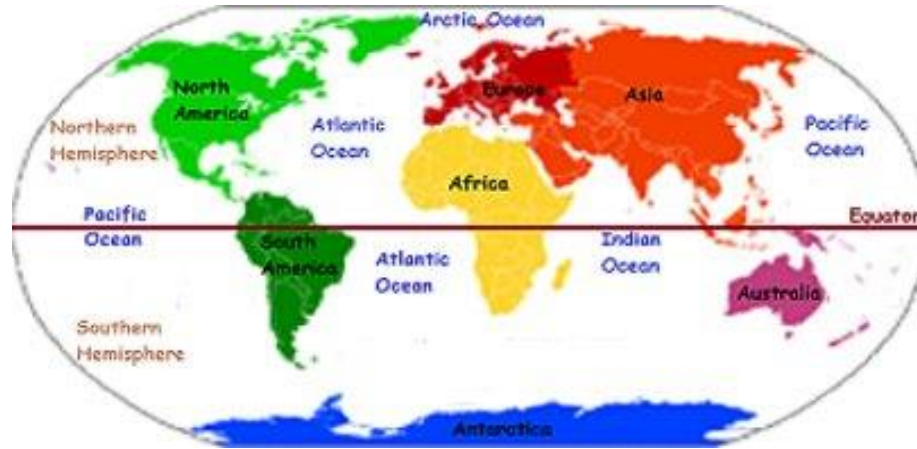 Arctic Ocean
North
America
Europe
Asia
Northern
Hemisphere
Atlantic
Ocean
Pacific
Ocean
Africa
Pacific
Ocean
Equator
South
America
Atlantic
Ocean
Indian
Ocean
Australia
Southern
Hemisphere
Antarctica